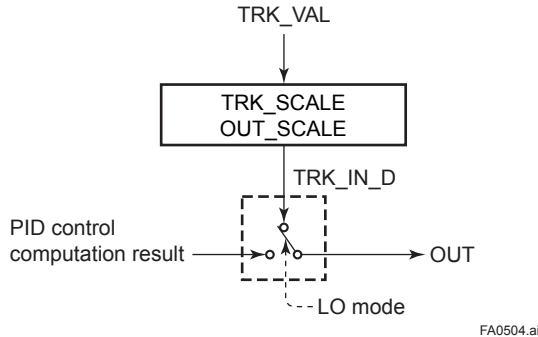 TRK_VAL
TRK_SCALE
OUT_SCALE
TRK_IN_D
PID control
computation result
OUT
LO mode
FA0504.ai